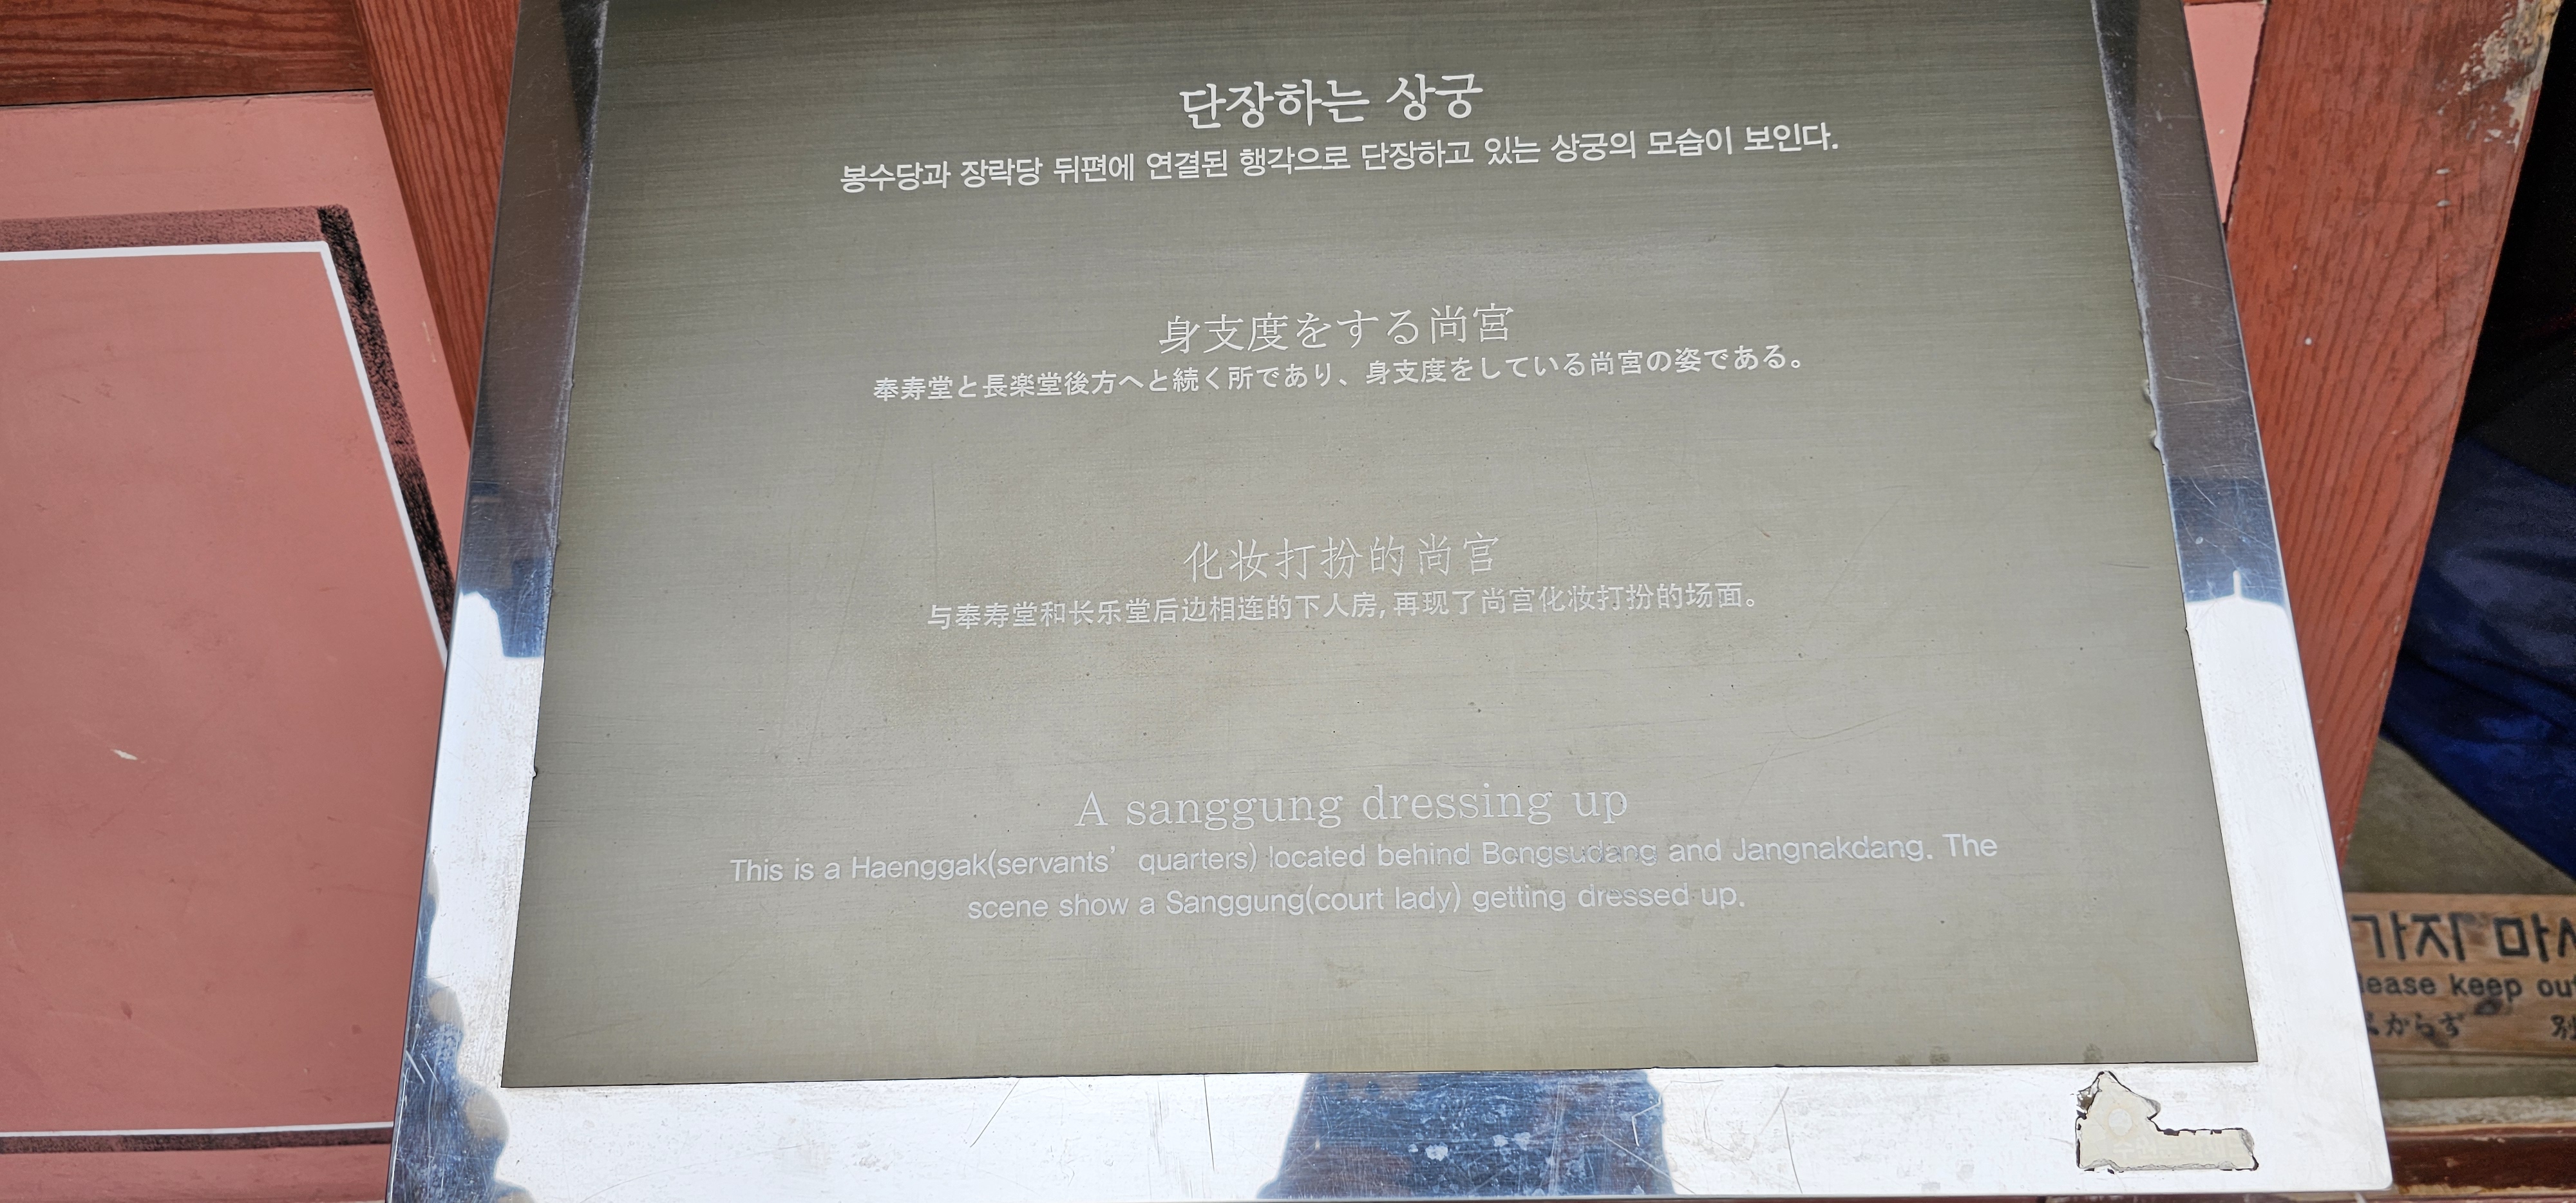 단장하는 상궁
봉수당과 장락당 뒤편에 연결된 행각으로 단장하고 있는 상궁의 모습이 보인다.
身支度をする尚宮
奉寿堂と長楽堂後方へと続く所であり、身支度をしている尚宮の姿である。
化妆打扮的尚宫
与奉寿堂和长乐堂后边相连的下人房,再现了尚宫化妆打扮的场面。
A sanggung dressing up
This is a Haenggak(servants’ quarters) located behind Bongsudang and Jangnakdang. The
scene show a Sanggung(court lady) getting dressed up.
가지 마
ease keep out
からず